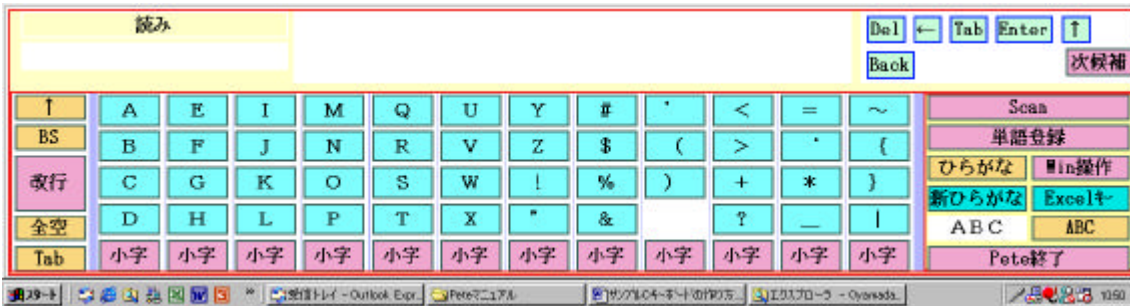 読み Del ← Tab Enter ↑
Back 次候補
↑ A E I M Q U Y # ' < = ~ Scan
BS B F J N R V Z $ ( > ・ { 単語登録
改行 C G K O S W ! % ) + * } ひらがな Win操作
新ひらがな Excelキー
全空 D H L P T X " & ? _ | ABC ABC
Tab 小字 小字 小字 小字 小字 小字 小字 小字 小字 小字 小字 小字 Pete終了
スタート 受信トレイ - Outlook Expr... Peteマニュアル エクスプローラ - Oyamada... 10:50